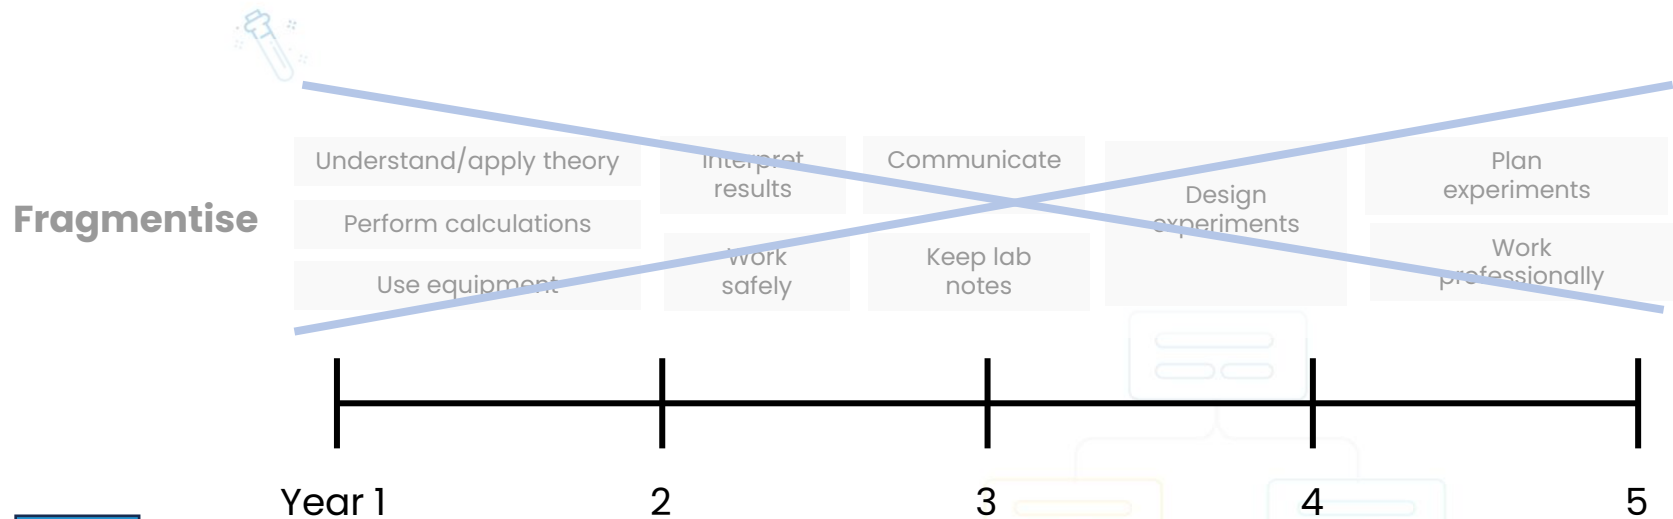 Fragmentise
Understand/apply theory
Perform calculations
Use equipment
Interpret
results
Work
safely
Communicate
Keep lab
notes
Design
experiments
Plan
experiments
Work
professionally
Year 1
2
3
4
5